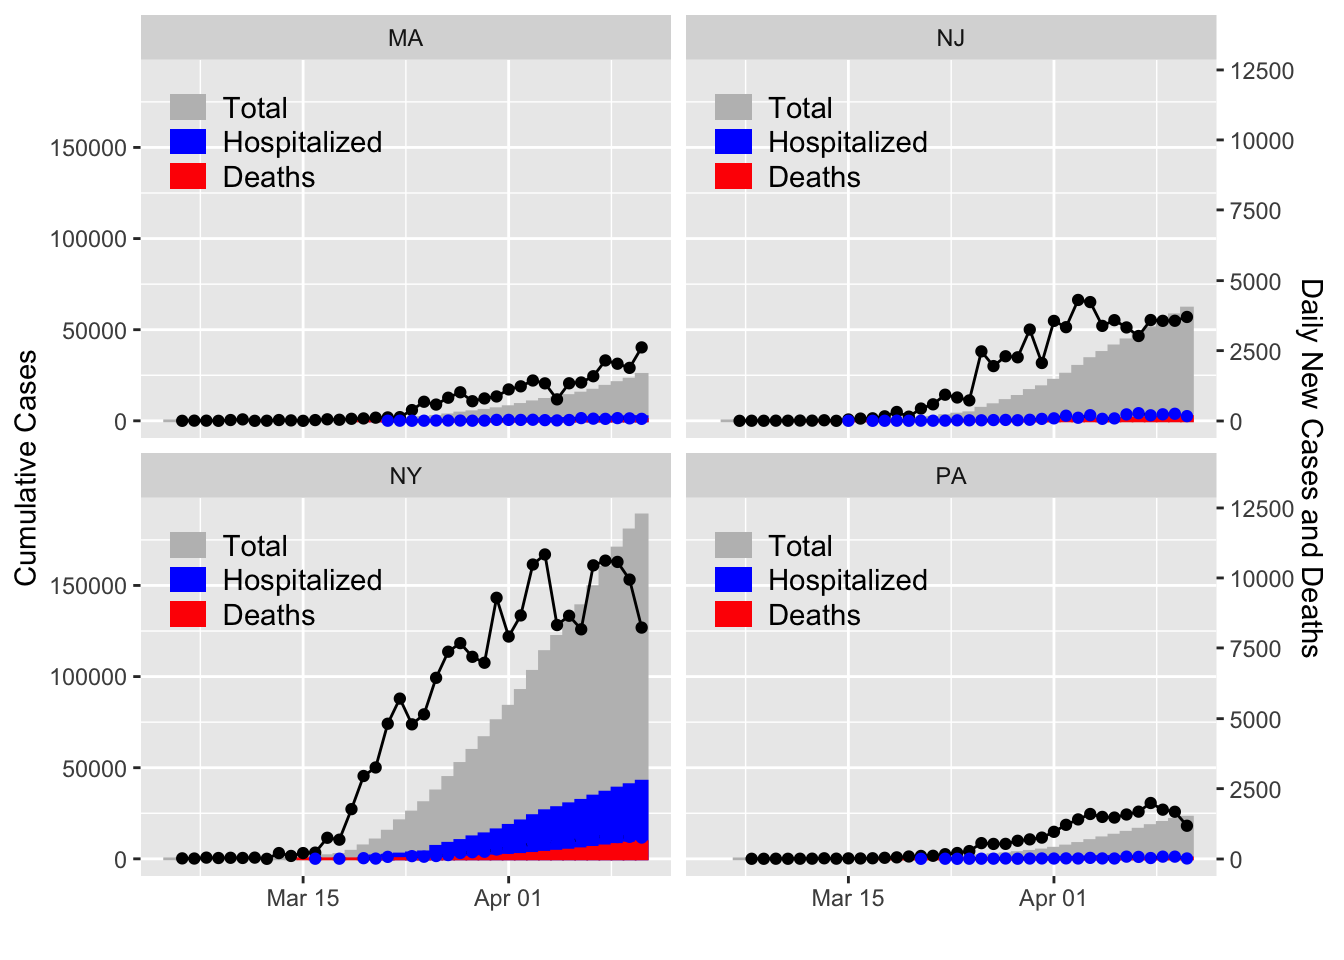 MA
NJ
Total
Hospitalized
Deaths
Total
Hospitalized
Deaths
150000
100000
50000
0
12500
10000
7500
5000
2500
0
Cumulative Cases
Daily New Cases and Deaths
NY
PA
Total
Hospitalized
Deaths
Total
Hospitalized
Deaths
150000
100000
50000
0
12500
10000
7500
5000
2500
0
Mar 15
Apr 01
Mar 15
Apr 01